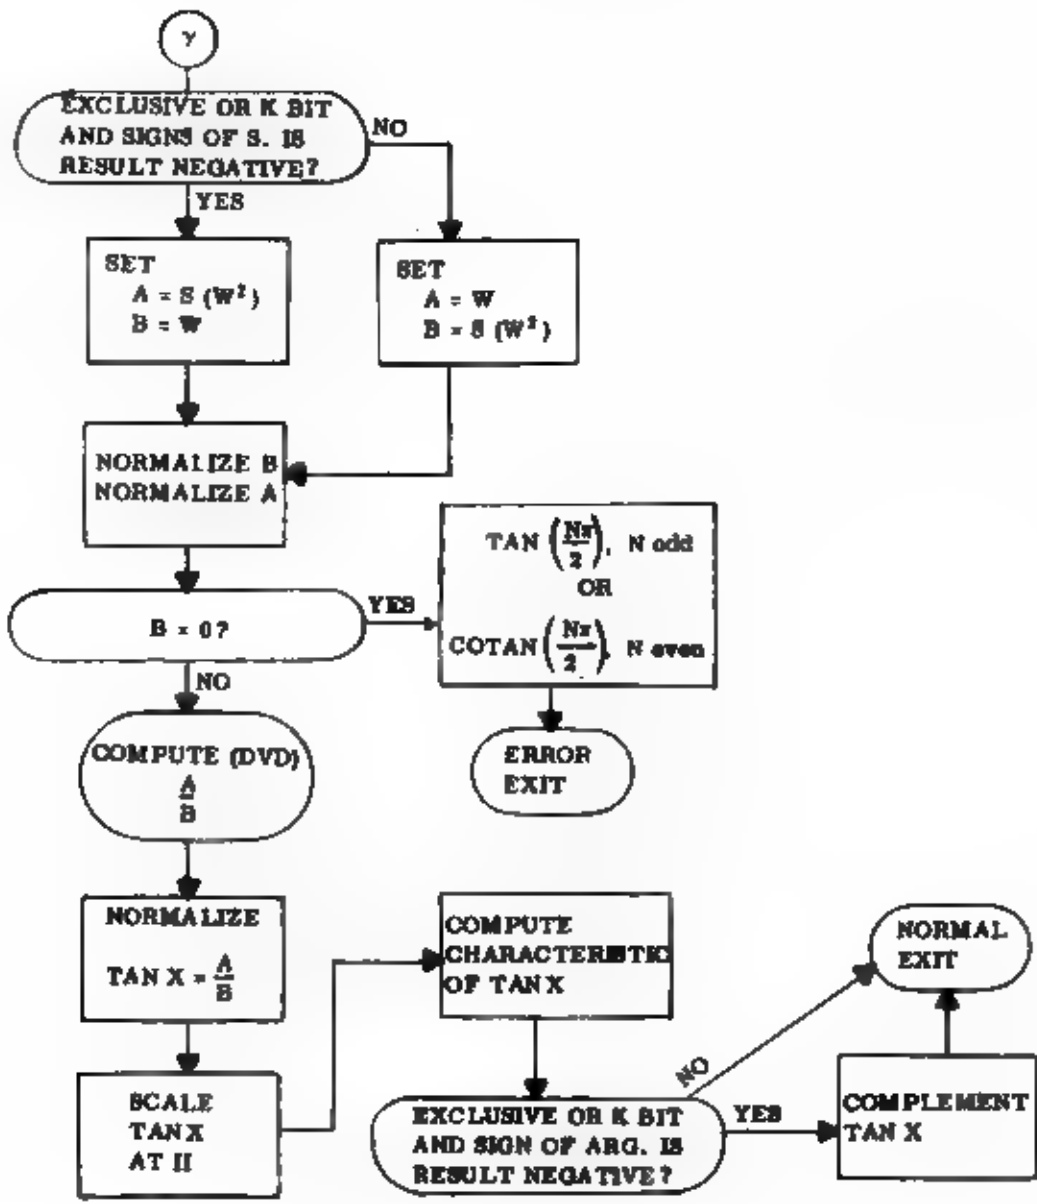 γ
EXCLUSIVE OR K BIT
AND SIGNS OF S. IS
RESULT NEGATIVE?
NO
YES
SET
A = S (W²)
B = W
SET
A = W
B = S (W²)
NORMALIZE B
NORMALIZE A
TAN (Nπ/2), N odd
OR
COTAN (Nπ/2), N even
B = 0?
YES
NO
ERROR
EXIT
COMPUTE (DVD)
A
B
NORMALIZE
TAN X = A/B
COMPUTE
CHARACTERISTIC
OF TAN X
NORMAL
EXIT
SCALE
TAN X
AT II
EXCLUSIVE OR K BIT
AND SIGN OF ARG. IS
RESULT NEGATIVE?
NO
YES
COMPLEMENT
TAN X